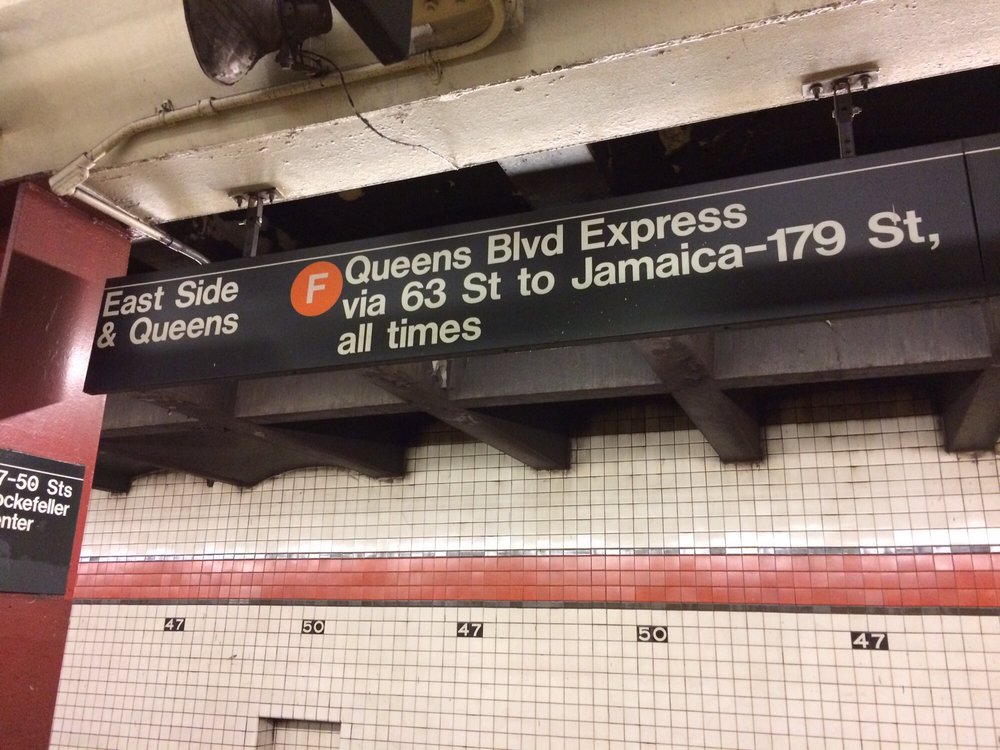 East Side
& Queens
F
Queens Blvd Express
via 63 St to Jamaica-179 St,
all times
7-50 Sts
ockefeller
enter
47
50
47
50
47